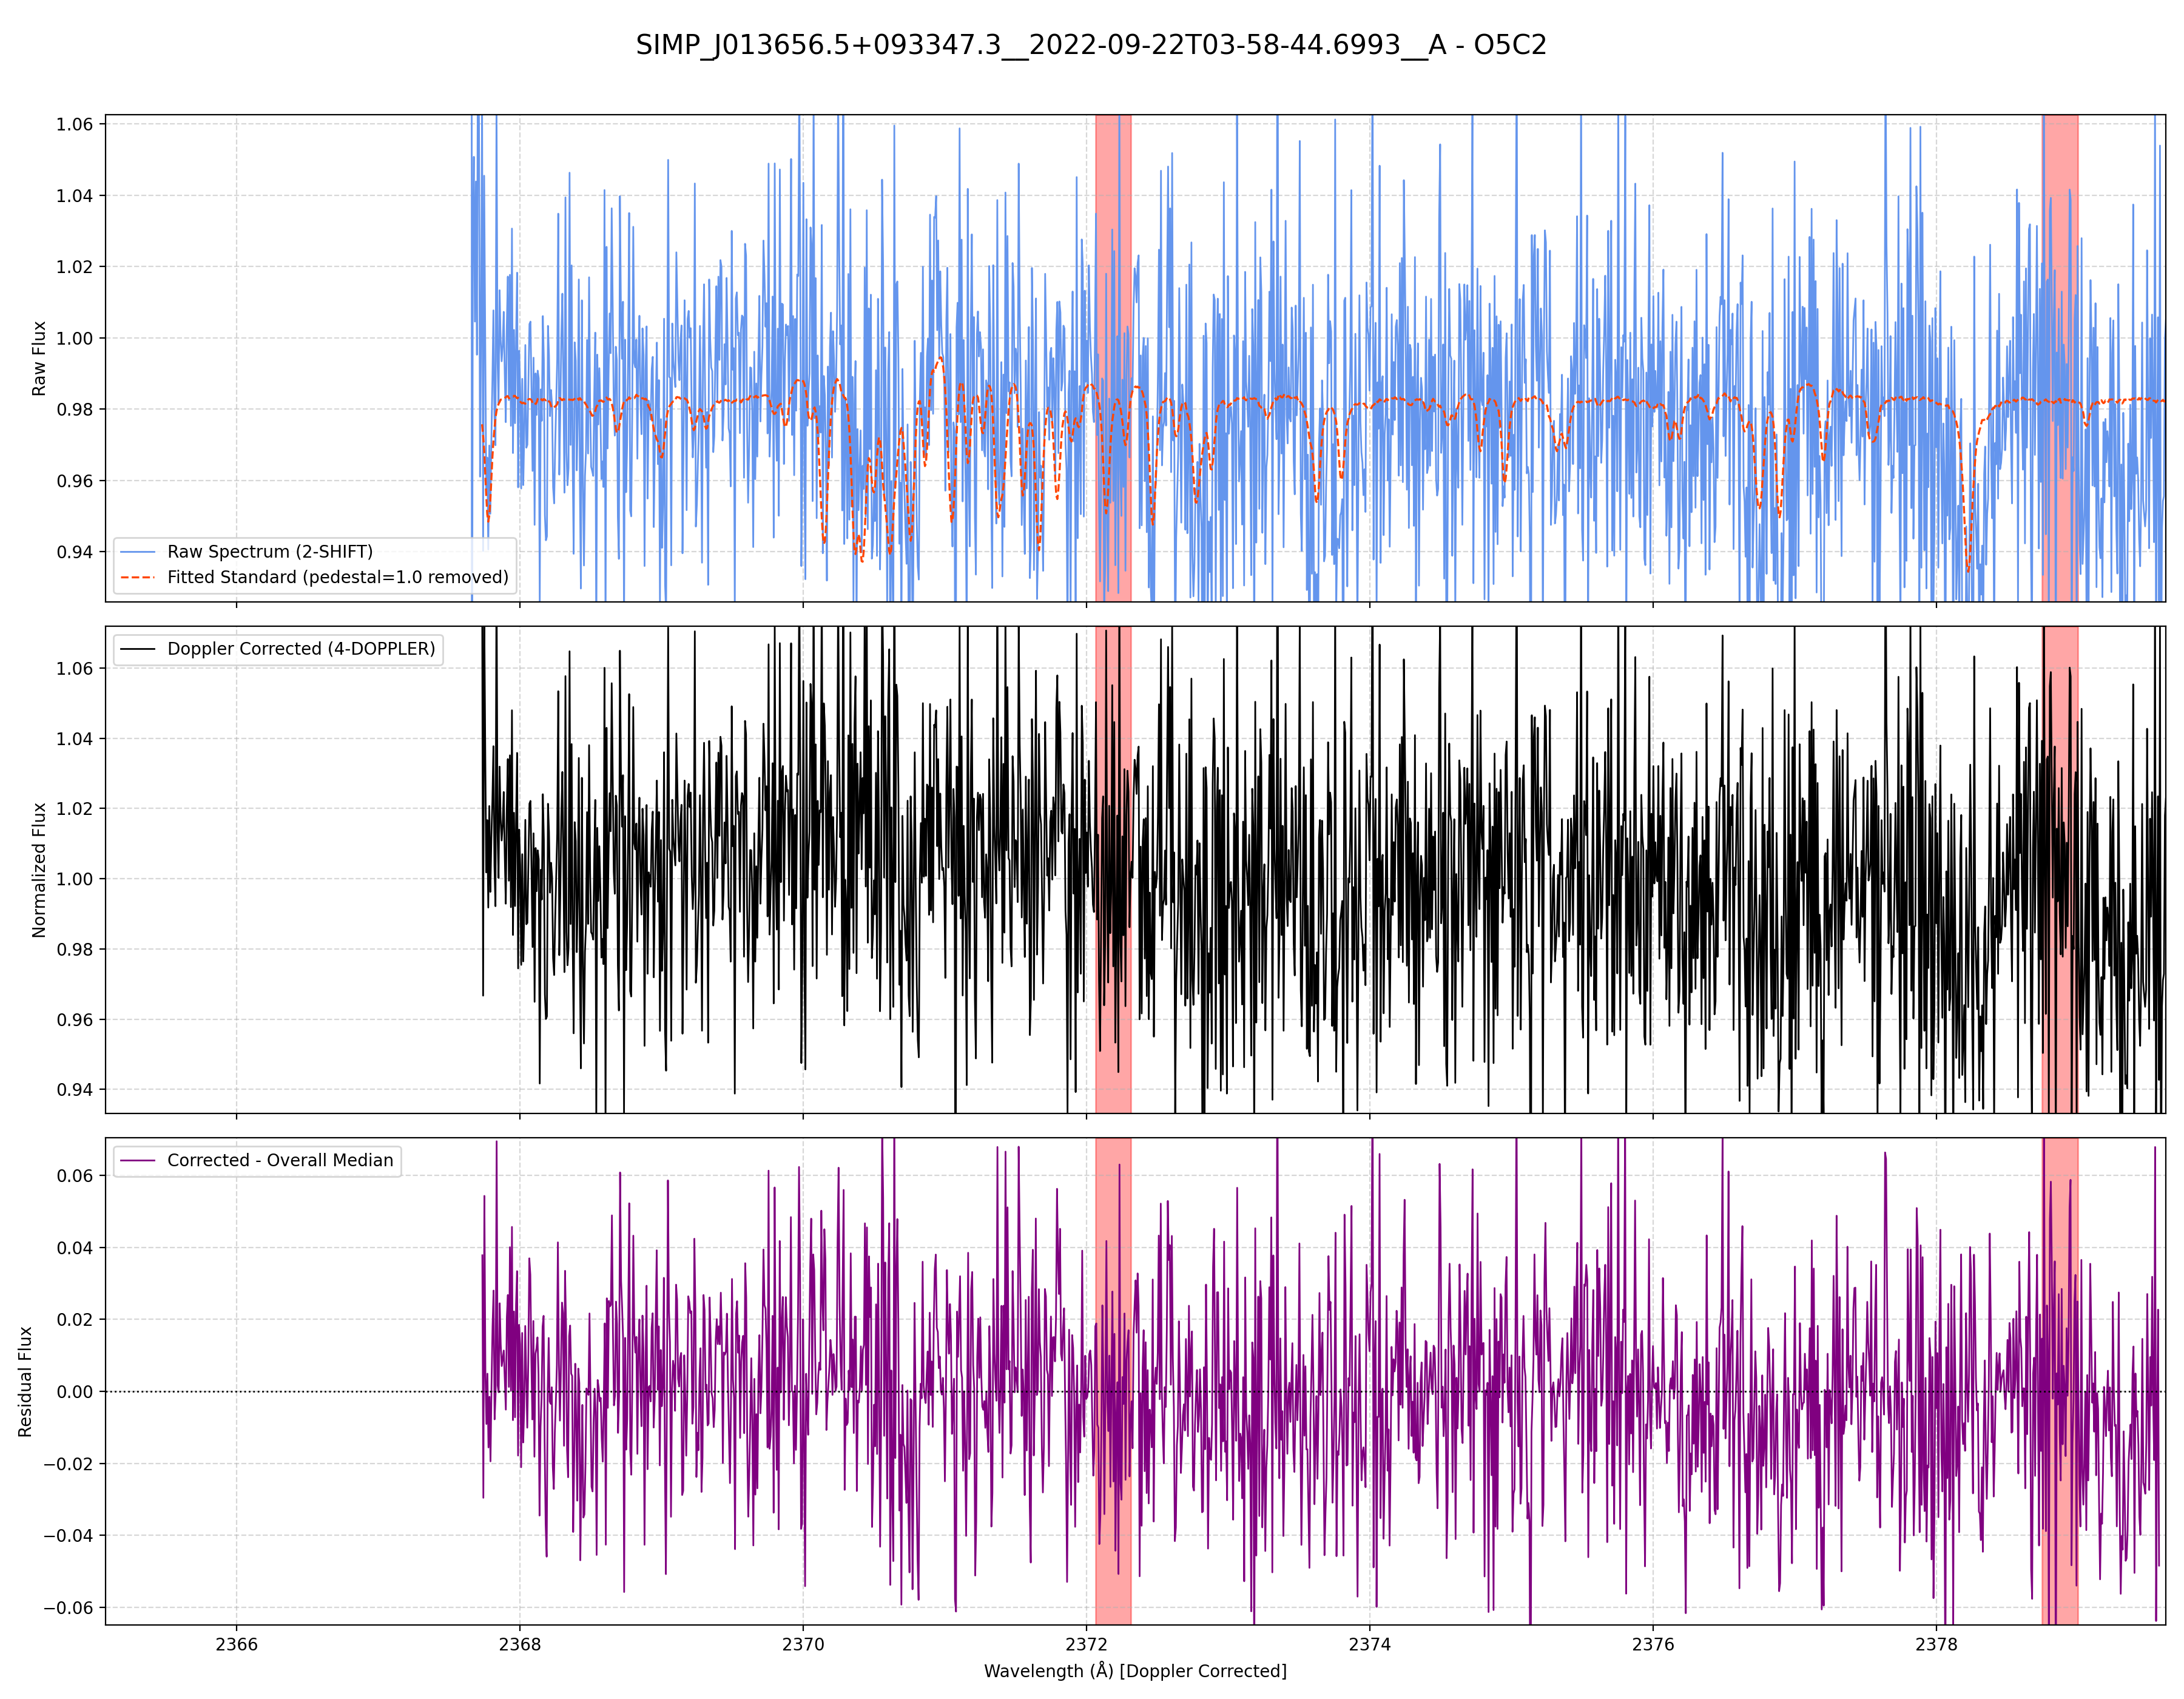 SIMP_J013656.5+093347.3__2022-09-22T03-58-44.6993__A - O5C2
1.06
1.04
1.02
1.00
0.98
0.96
0.94
Raw Flux
Raw Spectrum (2-SHIFT)
Fitted Standard (pedestal=1.0 removed)
1.06
1.04
1.02
1.00
0.98
0.96
0.94
Normalized Flux
Doppler Corrected (4-DOPPLER)
0.06
0.04
0.02
0.00
−0.02
−0.04
−0.06
Residual Flux
Corrected - Overall Median
2366 2368 2370 2372 2374 2376 2378
Wavelength (Å) [Doppler Corrected]